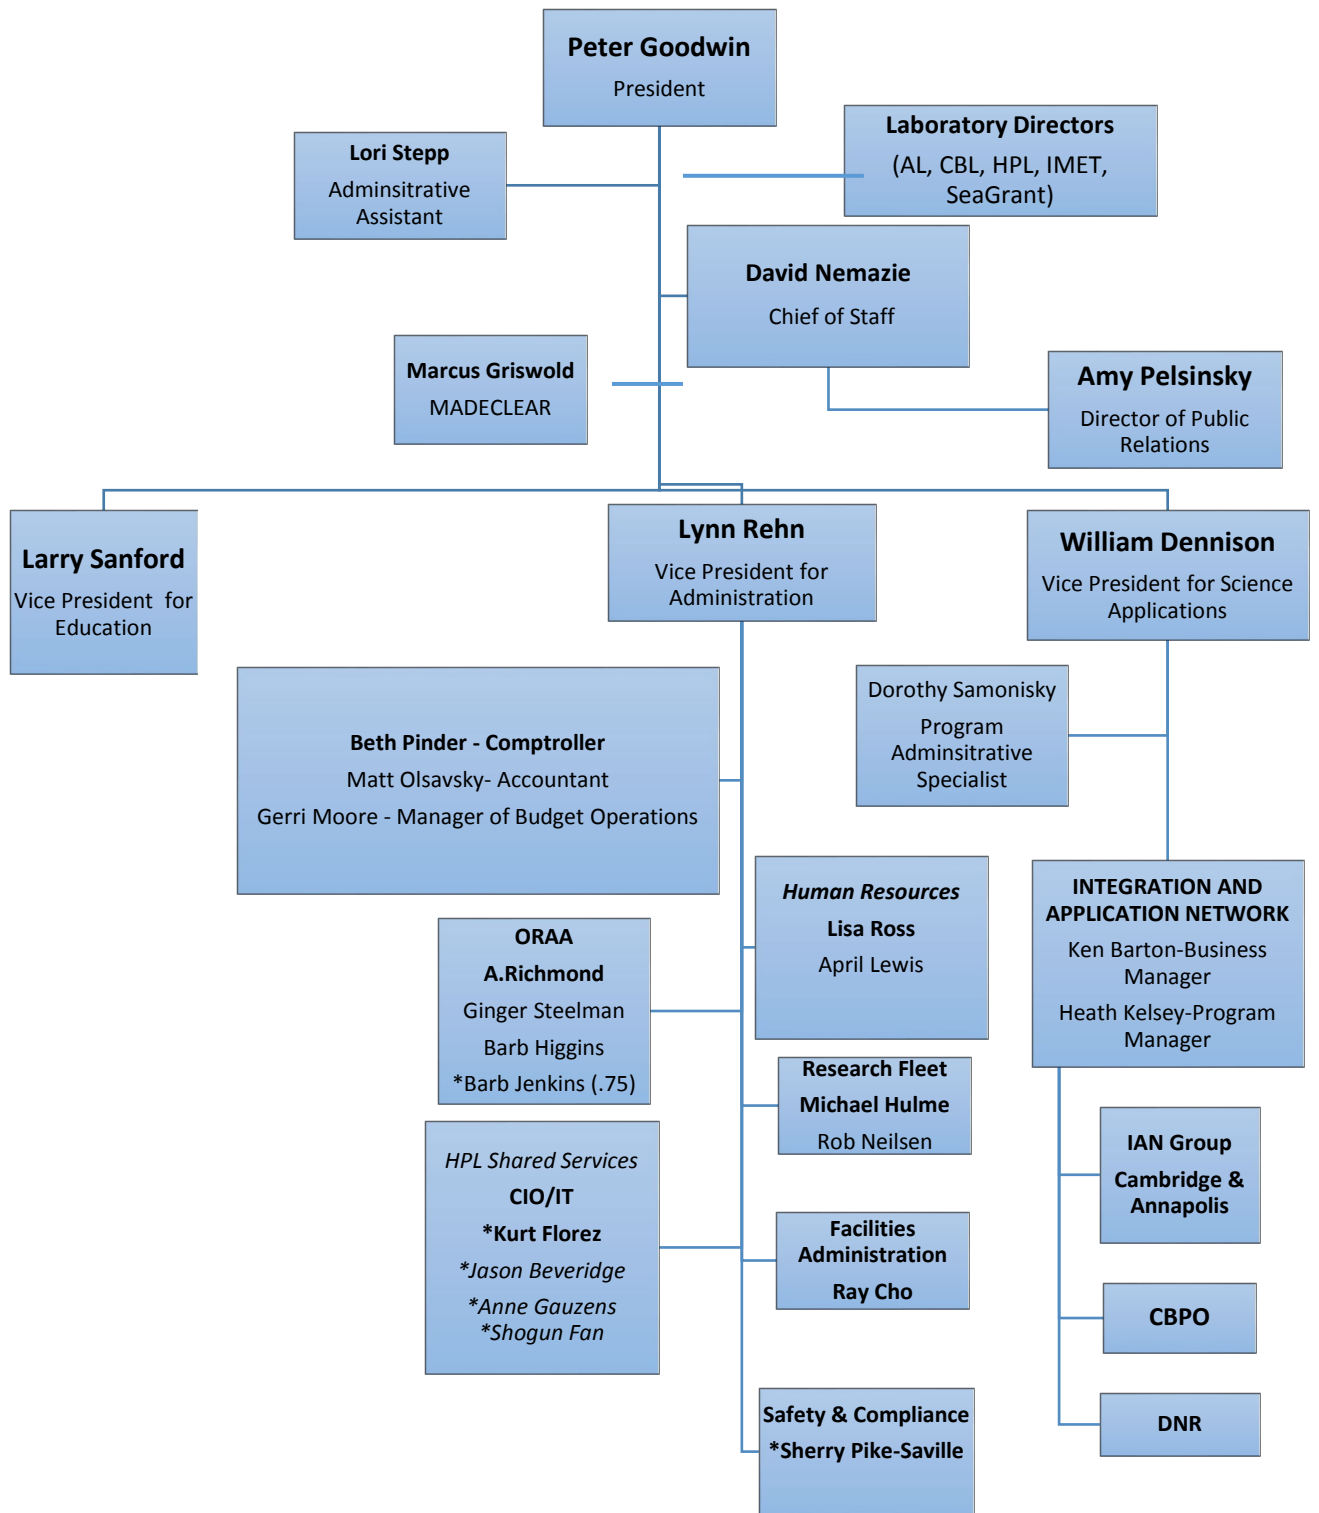 Peter Goodwin
President
Laboratory Directors
(AL, CBL, HPL, IMET,
SeaGrant)
Lori Stepp
Adminsitrative
Assistant
David Nemazie
Chief of Staff
Marcus Griswold
MADECLEAR
Amy Pelsinsky
Director of Public
Relations
Larry Sanford
Vice President  for
Education
Lynn Rehn
Vice President for
Administration
William Dennison
Vice President for Science
Applications
Beth Pinder - Comptroller
Matt Olsavsky- Accountant
Gerri Moore - Manager of Budget Operations
Dorothy Samonisky
Program
Adminsitrative
Specialist
Human Resources
Lisa Ross
April Lewis
INTEGRATION AND
APPLICATION NETWORK
Ken Barton-Business
Manager
Heath Kelsey-Program
Manager
ORAA
A.Richmond
Ginger Steelman
Barb Higgins
*Barb Jenkins (.75)
Research Fleet
Michael Hulme
Rob Neilsen
HPL Shared Services
CIO/IT
*Kurt Florez
*Jason Beveridge
*Anne Gauzens
*Shogun Fan
IAN Group
Cambridge &
Annapolis
Facilities
Administration
Ray Cho
CBPO
Safety & Compliance
*Sherry Pike-Saville
DNR